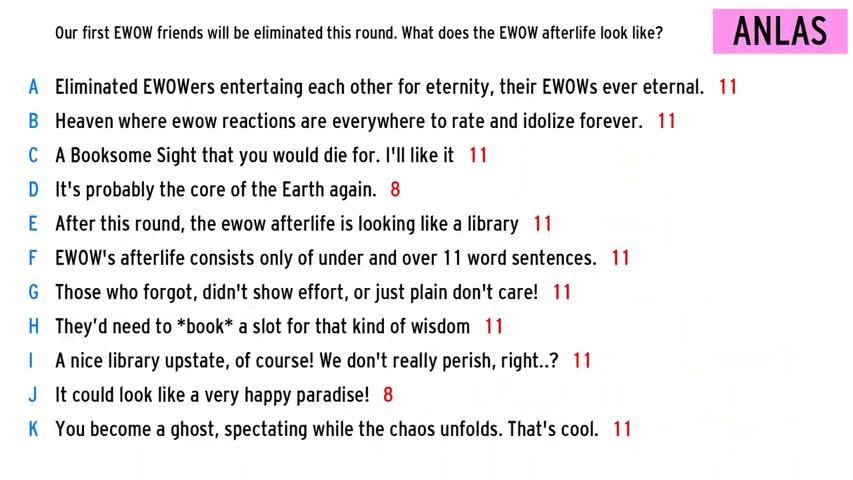 Our first EWOW friends will be eliminated this round. What does the EWOW afterlife look like?
ANLAS
A Eliminated EWOWers entertaing each other for eternity, their EWOWs ever eternal. 11
B Heaven where ewow reactions are everywhere to rate and idolize forever. 11
C A Booksome Sight that you would die for. I'll like it 11
D It's probably the core of the Earth again. 8
E After this round, the ewow afterlife is looking like a library 11
F EWOW's afterlife consists only of under and over 11 word sentences. 11
G Those who forgot, didn't show effort, or just plain don't care! 11
H They’d need to *book* a slot for that kind of wisdom 11
I A nice library upstate, of course! We don't really perish, right..? 11
J It could look like a very happy paradise! 8
K You become a ghost, spectating while the chaos unfolds. That's cool. 11